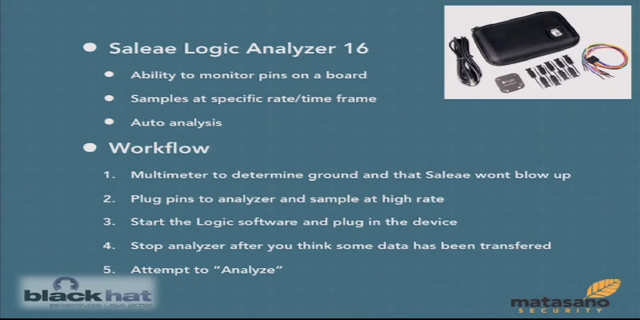 Saleae Logic Analyzer 16
Ability to monitor pins on a board
Samples at specific rate/time frame
Auto analysis
Workflow
1. Multimeter to determine ground and that Saleae wont blow up
2. Plug pins to analyzer and sample at high rate
3. Start the Logic software and plug in the device
4. Stop analyzer after you think some data has been transfered
5. Attempt to “Analyze”
blackhat
matasano
SECURITY